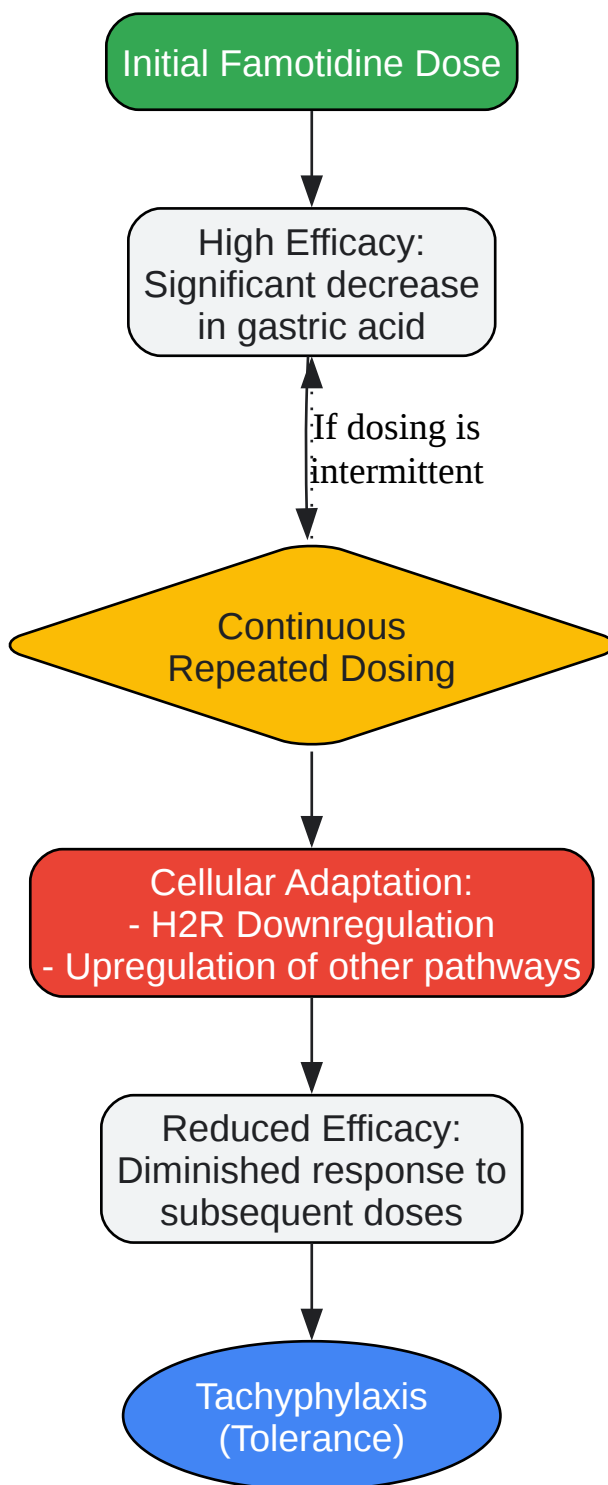 Initial Famotidine Dose
High Efficacy:
Significant decrease
in gastric acid
If dosing is
intermittent
Continuous
Repeated Dosing
Cellular Adaptation:
- H2R Downregulation
- Upregulation of other pathways
Reduced Efficacy:
Diminished response to
subsequent doses
Tachyphylaxis
(Tolerance)